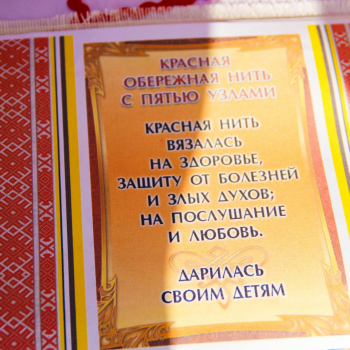 КРАСНАЯ
ОБЕРЕЖНАЯ НИТЬ
С ПЯТЬЮ УЗЛАМИ
КРАСНАЯ НИТЬ
ВЯЗАЛАСЬ
НА ЗДОРОВЬЕ,
ЗАЩИТУ ОТ БОЛЕЗНЕЙ
И ЗЛЫХ ДУХОВ;
НА ПОСЛУШАНИЕ
И ЛЮБОВЬ.
ДАРИЛАСЬ
СВОИМ ДЕТЯМ